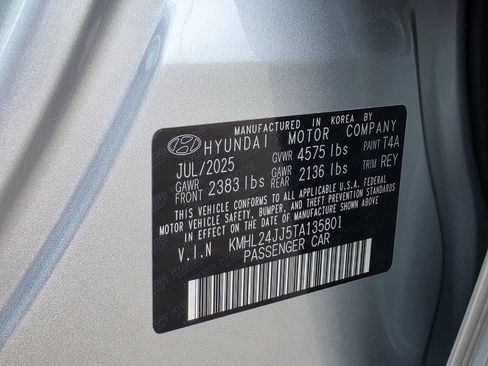 MANUFACTURED IN KOREA BY
HYUNDAI MOTOR COMPANY
JUL/2025 GVWR 4575 lbs PAINT T4A
GAWR FRONT 2383 lbs GAWR REAR 2136 lbs TRIM REY
THIS VEHICLE CONFORMS TO ALL APPLICABLE U.S.A. FEDERAL
MOTOR VEHICLE SAFETY, BUMPER, AND THEFT PREVENTION STANDARDS
IN EFFECT ON THE DATE OF MANUFACTURE SHOWN ABOVE.
V.I.N KMHL24JJ5TA135801
PASSENGER CAR